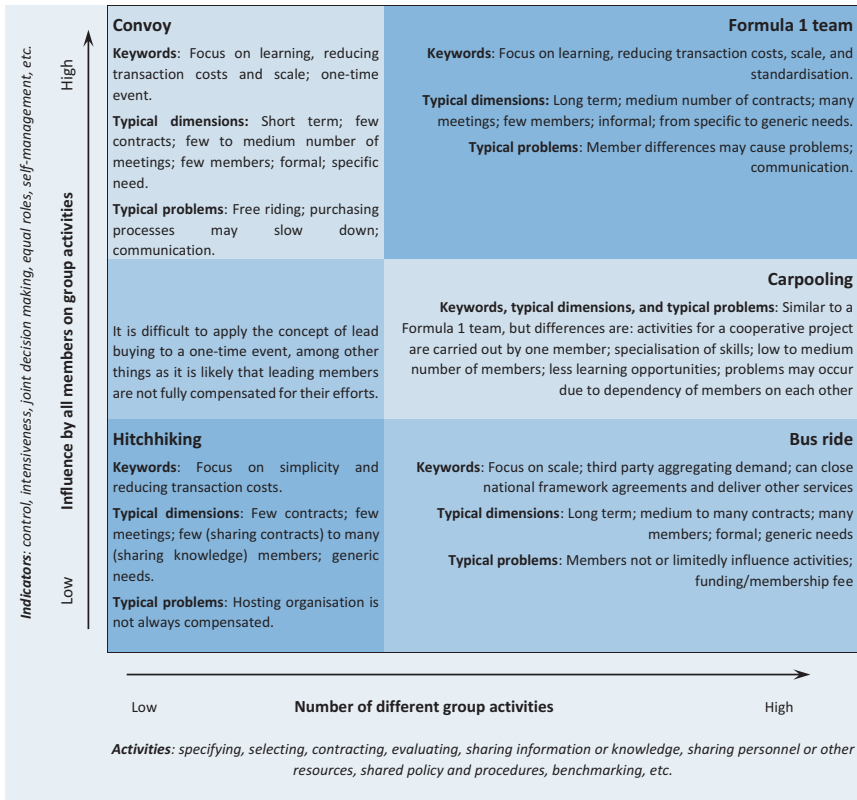 Indicators: control, intensiveness, joint decision making, equal roles, self-management, etc.
Influence by all members on group activities
High
Low
Convoy
Keywords: Focus on learning, reducing
transaction costs and scale; one-time
event.
Typical dimensions: Short term; few
contracts; few to medium number of
meetings; few members; formal; specific
need.
Typical problems: Free riding; purchasing
processes may slow down;
communication.
Formula 1 team
Keywords: Focus on learning, reducing transaction costs, scale, and
standardisation.
Typical dimensions: Long term; medium number of contracts; many
meetings; few members; informal; from specific to generic needs.
Typical problems: Member differences may cause problems;
communication.
It is difficult to apply the concept of lead
buying to a one-time event, among other
things as it is likely that leading members
are not fully compensated for their efforts.
Carpooling
Keywords, typical dimensions, and typical problems: Similar to a
Formula 1 team, but differences are: activities for a cooperative project
are carried out by one member; specialisation of skills; low to medium
number of members; less learning opportunities; problems may occur
due to dependency of members on each other
Hitchhiking
Keywords: Focus on simplicity and
reducing transaction costs.
Typical dimensions: Few contracts; few
meetings; few (sharing contracts) to many
(sharing knowledge) members; generic
needs.
Typical problems: Hosting organisation is
not always compensated.
Bus ride
Keywords: Focus on scale; third party aggregating demand; can close
national framework agreements and deliver other services
Typical dimensions: Long term; medium to many contracts; many
members; formal; generic needs
Typical problems: Members not or limitedly influence activities;
funding/membership fee
Low
Number of different group activities
High
Activities: specifying, selecting, contracting, evaluating, sharing information or knowledge, sharing personnel or other
resources, shared policy and procedures, benchmarking, etc.